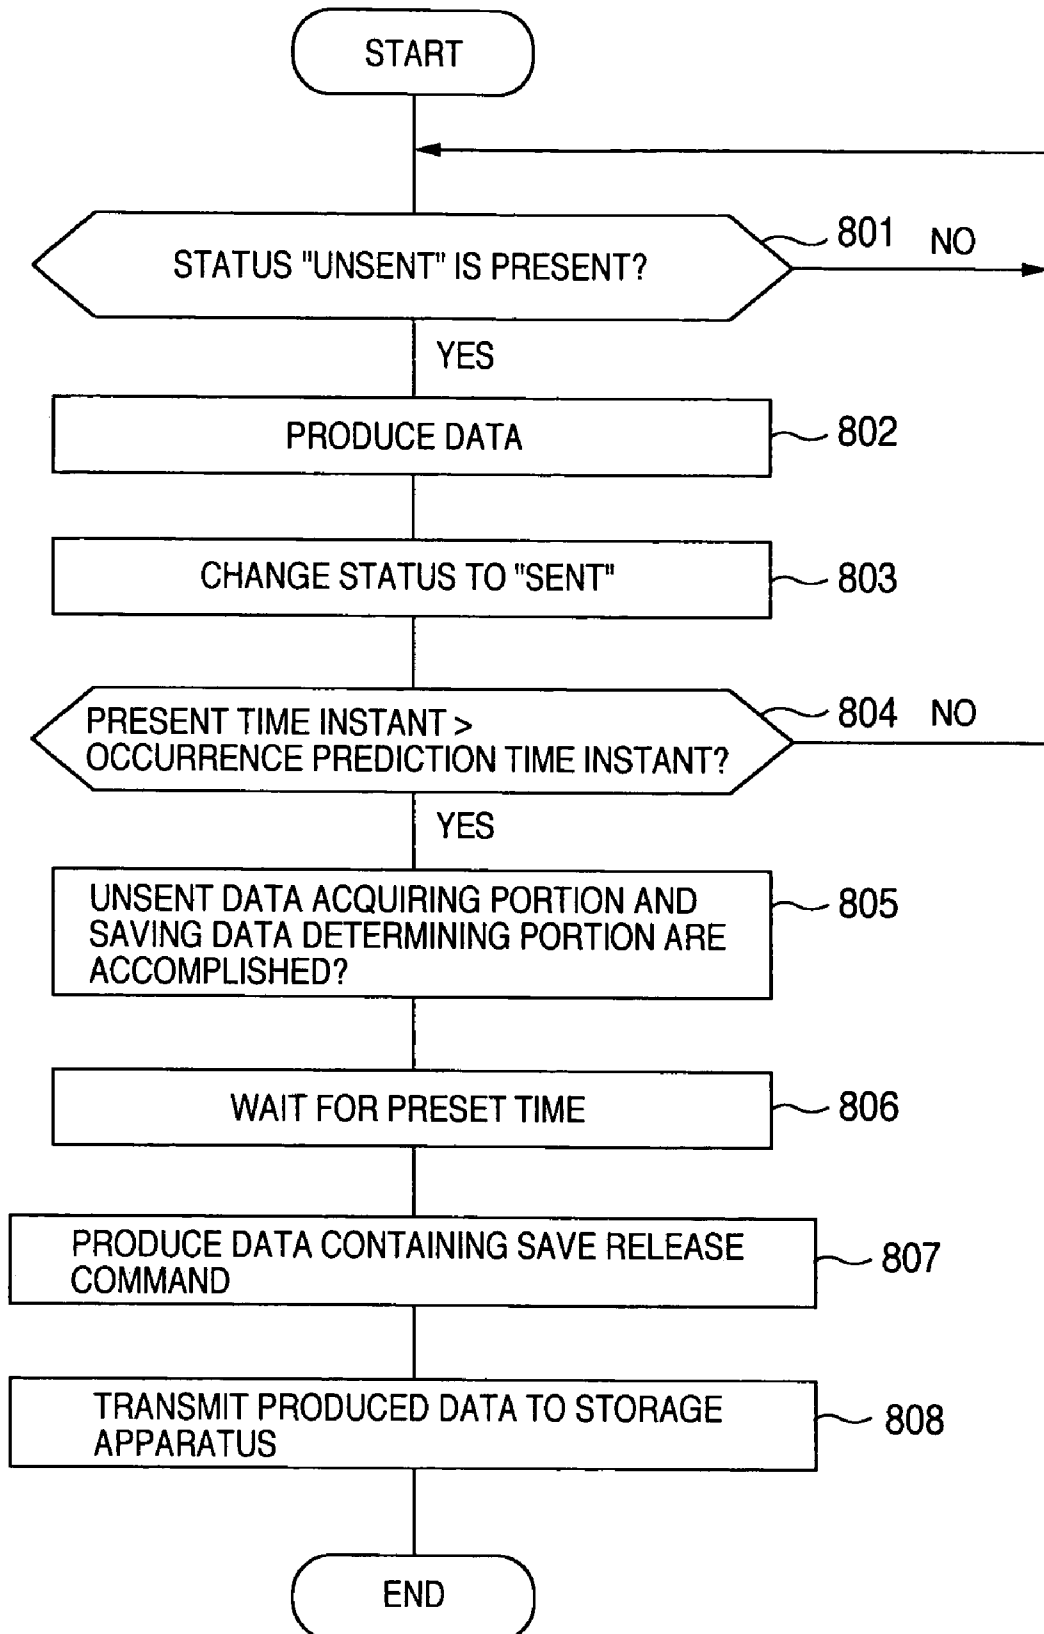 START
801 NO
STATUS "UNSENT" IS PRESENT?
YES
PRODUCE DATA 802
CHANGE STATUS TO "SENT" 803
804 NO
PRESENT TIME INSTANT >
OCCURRENCE PREDICTION TIME INSTANT?
YES
UNSENT DATA ACQUIRING PORTION AND 805
SAVING DATA DETERMINING PORTION ARE
ACCOMPLISHED?
WAIT FOR PRESET TIME 806
PRODUCE DATA CONTAINING SAVE RELEASE
COMMAND 807
TRANSMIT PRODUCED DATA TO STORAGE 808
APPARATUS
END